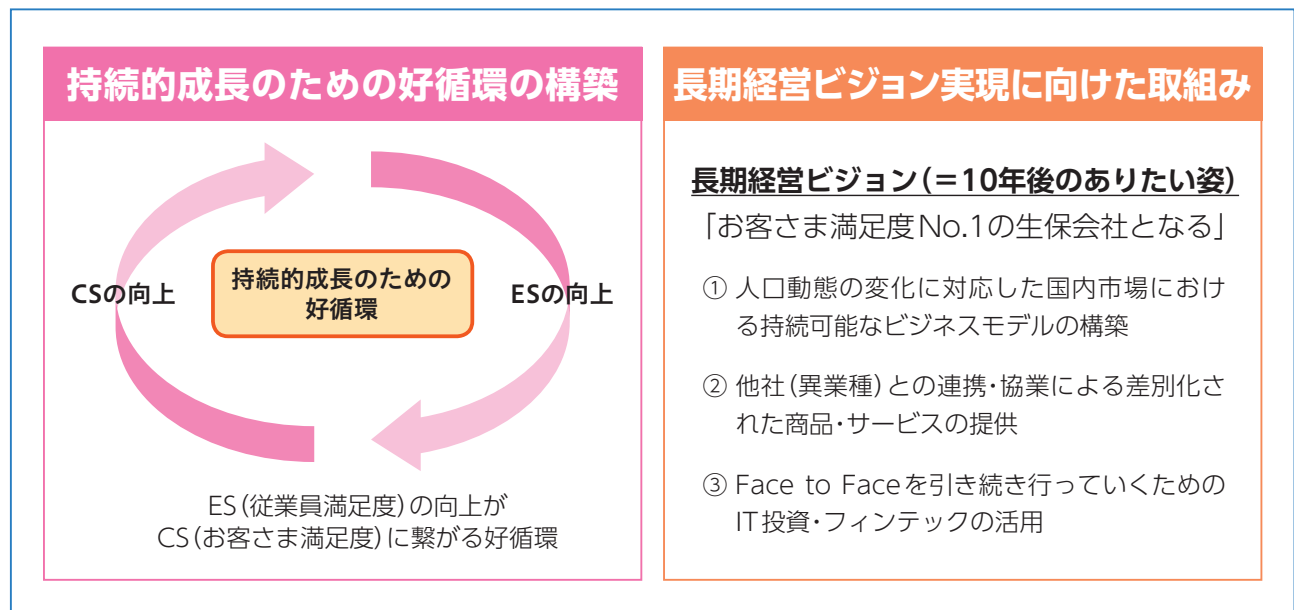 持続的成長のための好循環の構築
CSの向上
持続的成長のための
好循環
ESの向上
ES(従業員満足度)の向上が
CS(お客さま満足度)に繋がる好循環
長期経営ビジョン実現に向けた取組み
長期経営ビジョン(=10年後のありたい姿)
「お客さま満足度No.1の生保会社となる」
① 人口動態の変化に対応した国内市場におけ
る持続可能なビジネスモデルの構築
② 他社(異業種)との連携・協業による差別化さ
れた商品・サービスの提供
③ Face to Faceを引き続き行っていくための
IT投資・フィンテックの活用